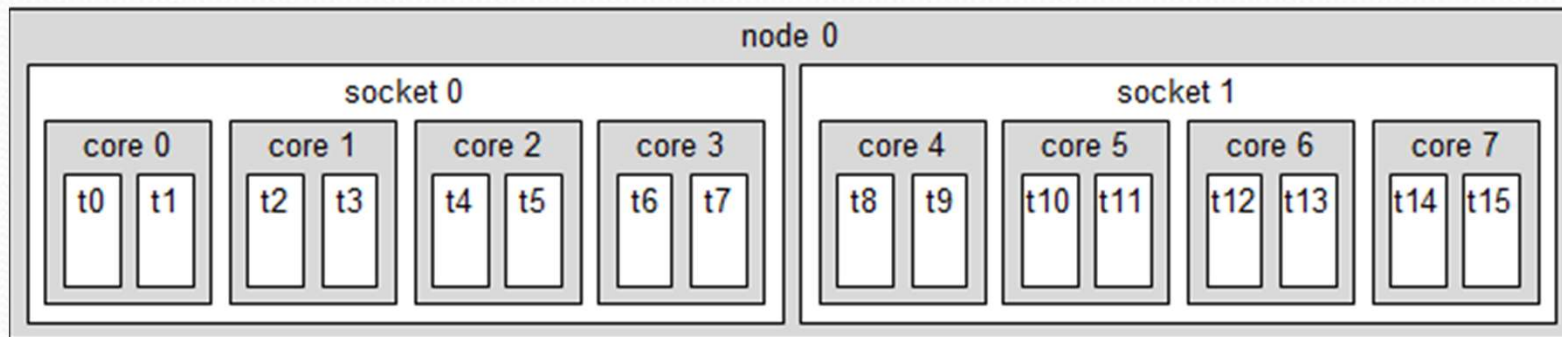 node 0
socket 0
socket 1
core 0
core 1
core 2
core 3
core 4
core 5
core 6
core 7
t0
t1
t2
t3
t4
t5
t6
t7
t8
t9
t10
t11
t12
t13
t14
t15